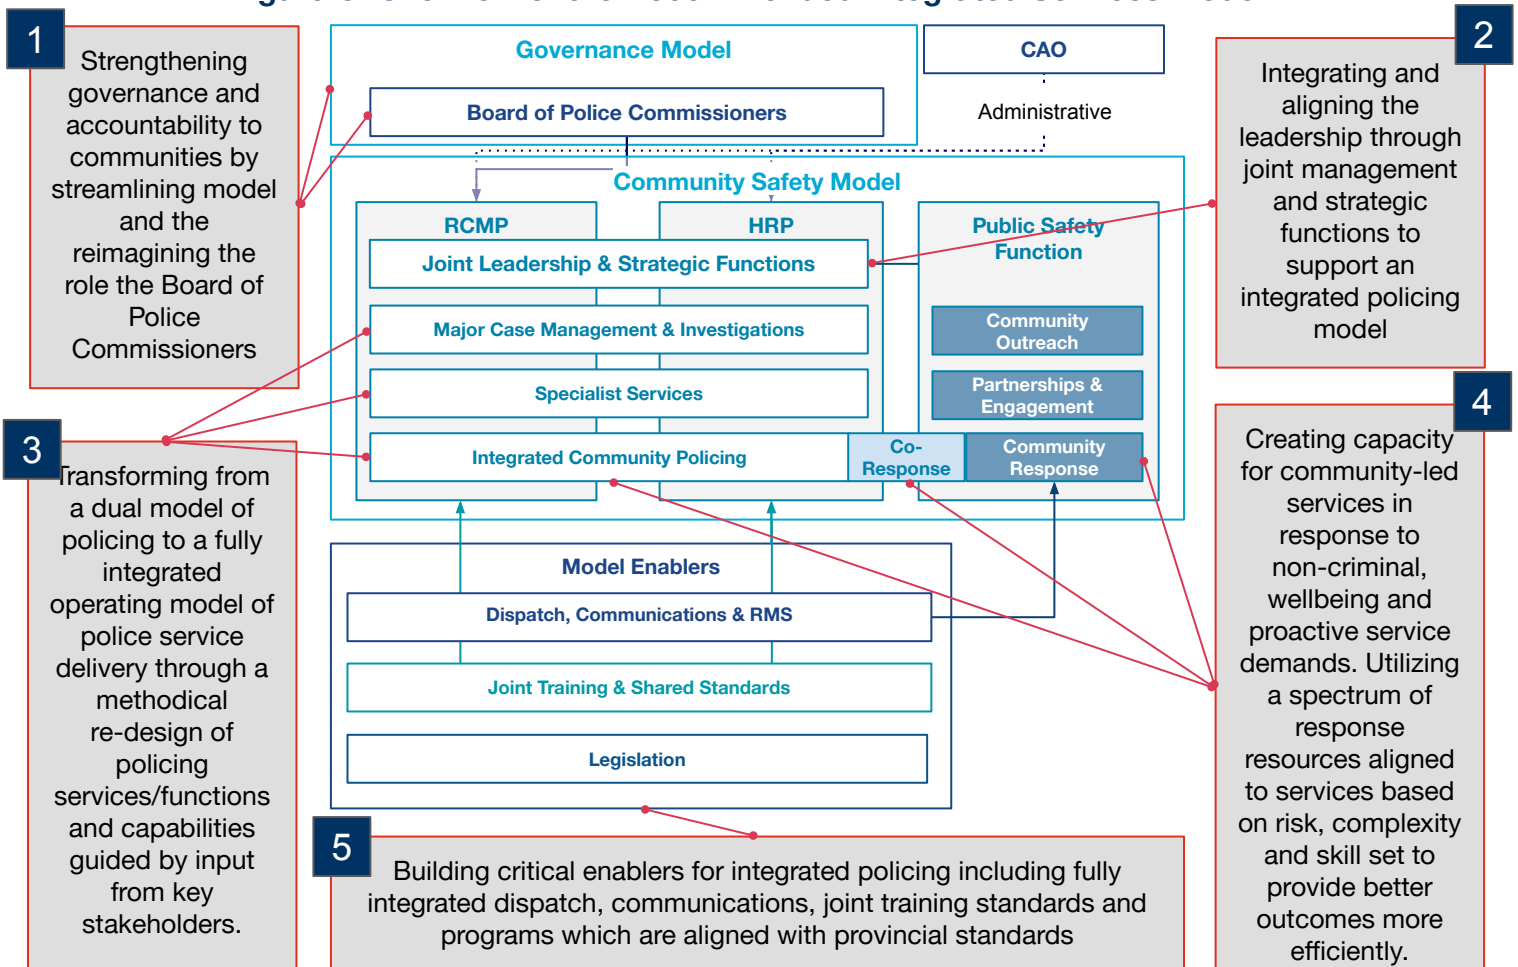 1
Strengthening
governance and
accountability to
communities by
streamlining model
and the
reimagining the
role the Board of
Police
Commissioners
Governance Model
Board of Police Commissioners
CAO
Administrative
2
Integrating and
aligning the
leadership through
joint management
and strategic
functions to
support an
integrated policing
model
Community Safety Model
RCMP
HRP
Public Safety
Function
Joint Leadership & Strategic Functions
Major Case Management & Investigations
Specialist Services
Integrated Community Policing
Co-
Response
Community
Outreach
Partnerships &
Engagement
Community
Response
3
Transforming from
a dual model of
policing to a fully
integrated
operating model of
police service
delivery through a
methodical
re-design of
policing
services/functions
and capabilities
guided by input
from key
stakeholders.
Model Enablers
Dispatch, Communications & RMS
Joint Training & Shared Standards
Legislation
4
Creating capacity
for community-led
services in
response to
non-criminal,
wellbeing and
proactive service
demands. Utilizing
a spectrum of
response
resources aligned
to services based
on risk, complexity
and skill set to
provide better
outcomes more
efficiently.
5
Building critical enablers for integrated policing including fully
integrated dispatch, communications, joint training standards and
programs which are aligned with provincial standards